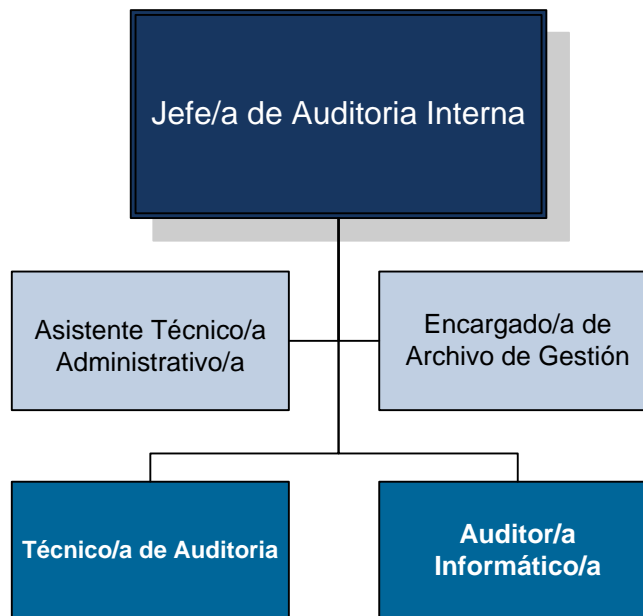 Jefe/a de Auditoria Interna
Asistente Técnico/a
Administrativo/a
Encargado/a de
Archivo de Gestión
Técnico/a de Auditoria
Auditor/a
Informático/a